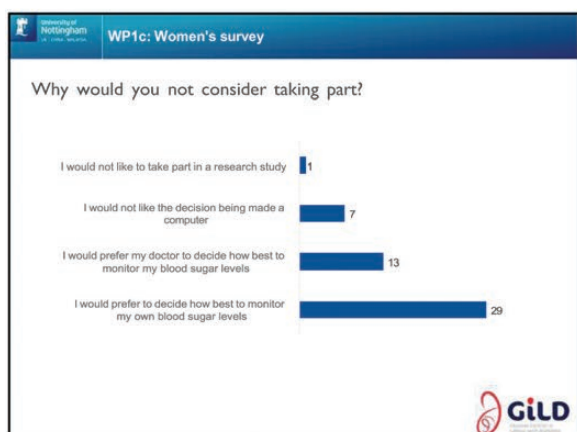 University of
Nottingham
UK | CHINA | MALAYSIA
WP1c: Women's survey
Why would you not consider taking part?
I would not like to take part in a research study
1
I would not like the decision being made a
computer
7
I would prefer my doctor to decide how best to
monitor my blood sugar levels
13
I would prefer to decide how best to monitor
my own blood sugar levels
29
GiLD